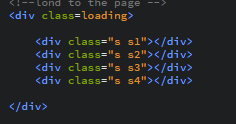 <!--lond to the page -->
<div class=loading>
<div class="s s1"></div>
<div class="s s2"></div>
<div class="s s3"></div>
<div class="s s4"></div>
</div>